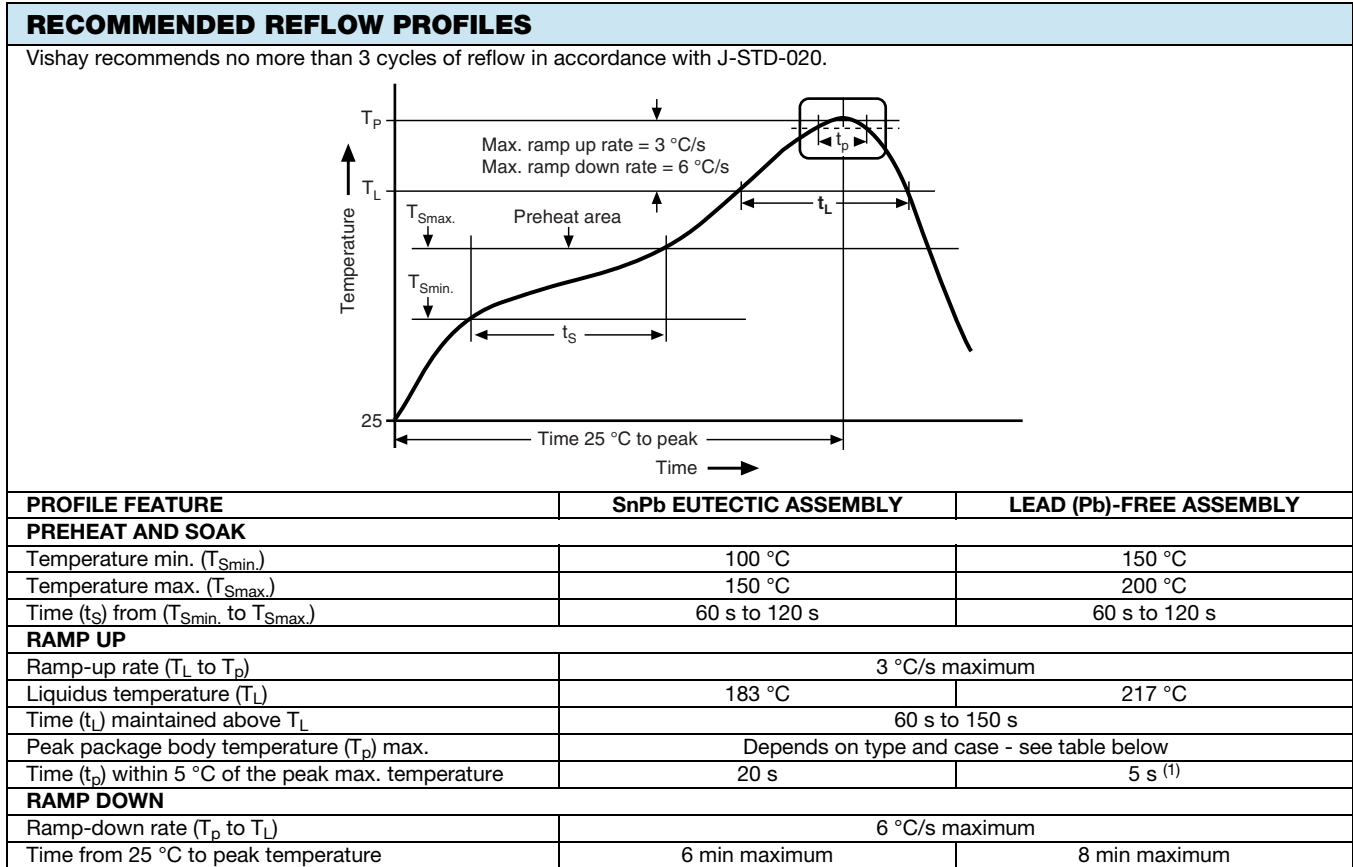 RECOMMENDED REFLOW PROFILES
Vishay recommends no more than 3 cycles of reflow in accordance with J-STD-020.
TP
Max. ramp up rate = 3 °C/s
Max. ramp down rate = 6 °C/s
tp
TL
tL
TSmax.
Preheat area
TSmin.
tS
Temperature
25
Time 25 °C to peak
Time
PROFILE FEATURE SnPb EUTECTIC ASSEMBLY LEAD (Pb)-FREE ASSEMBLY
PREHEAT AND SOAK
Temperature min. (TSmin.) 100 °C 150 °C
Temperature max. (TSmax.) 150 °C 200 °C
Time (tS) from (TSmin. to TSmax.) 60 s to 120 s 60 s to 120 s
RAMP UP
Ramp-up rate (TL to Tp) 3 °C/s maximum
Liquidus temperature (TL) 183 °C 217 °C
Time (tL) maintained above TL 60 s to 150 s
Peak package body temperature (Tp) max. Depends on type and case - see table below
Time (tp) within 5 °C of the peak max. temperature 20 s 5 s (1)
RAMP DOWN
Ramp-down rate (Tp to TL) 6 °C/s maximum
Time from 25 °C to peak temperature 6 min maximum 8 min maximum